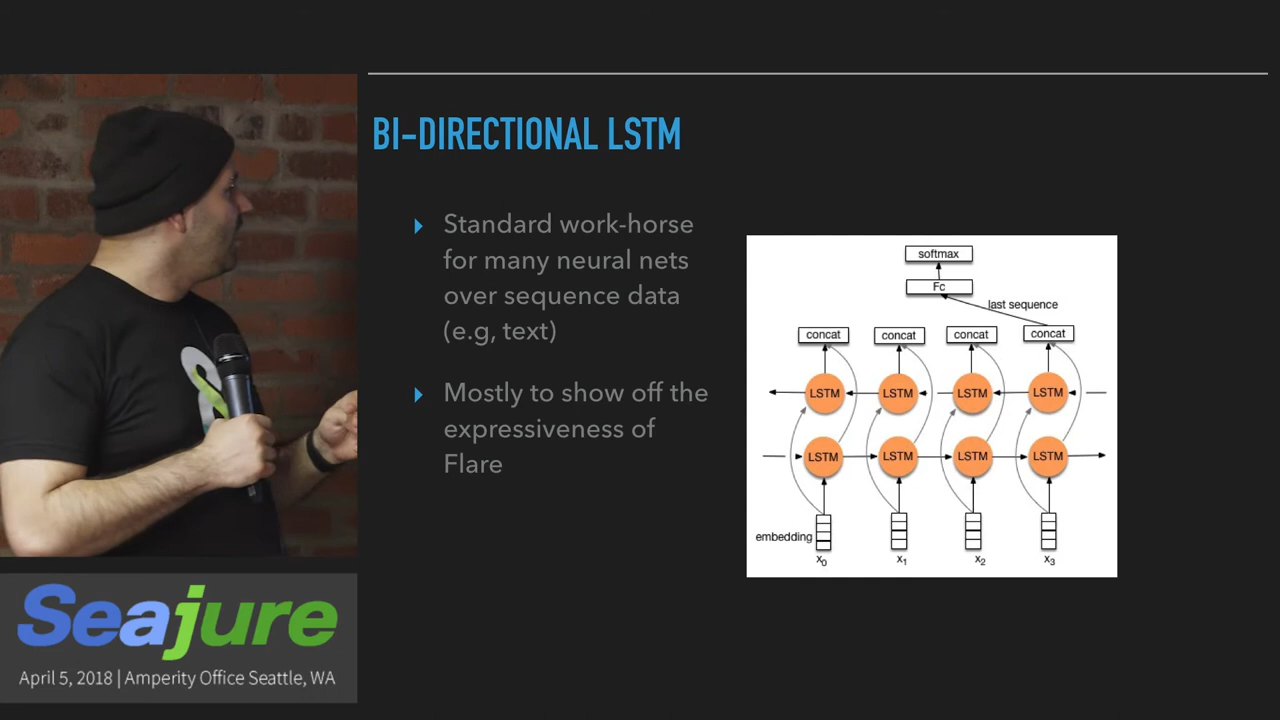 BI-DIRECTIONAL LSTM
Standard work-horse
for many neural nets
over sequence data
(e.g, text)
Mostly to show off the
expressiveness of
Flare
softmax
Fc
last sequence
concat concat concat concat
LSTM LSTM LSTM LSTM
LSTM LSTM LSTM LSTM
embedding
x0 x1 x2 x3
Seajure
April 5, 2018 | Amperity Office Seattle, WA